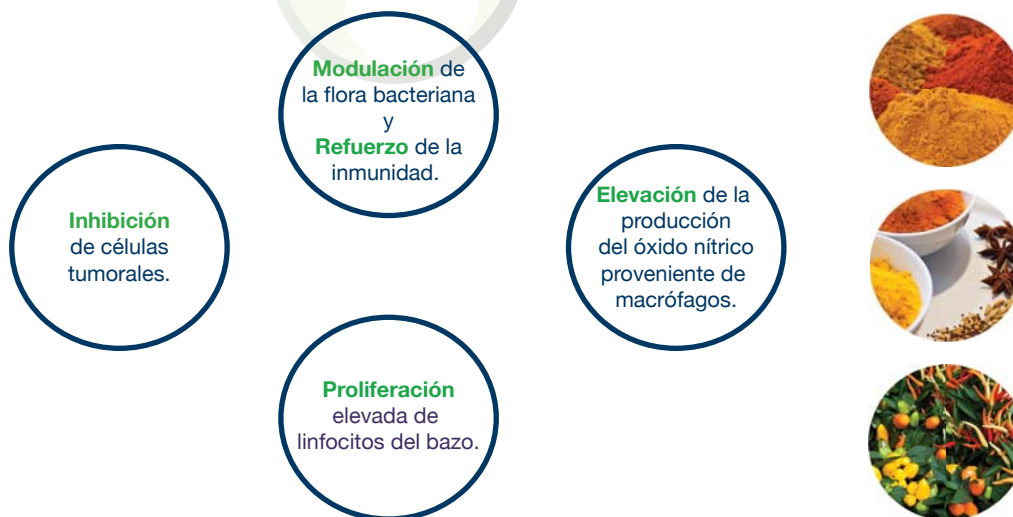 Modulación de
la flora bacteriana
y
Refuerzo de la
inmunidad.
Inhibición
de células
tumorales.
Elevación de la
producción
del óxido nítrico
proveniente de
macrófagos.
Proliferación
elevada de
linfocitos del bazo.